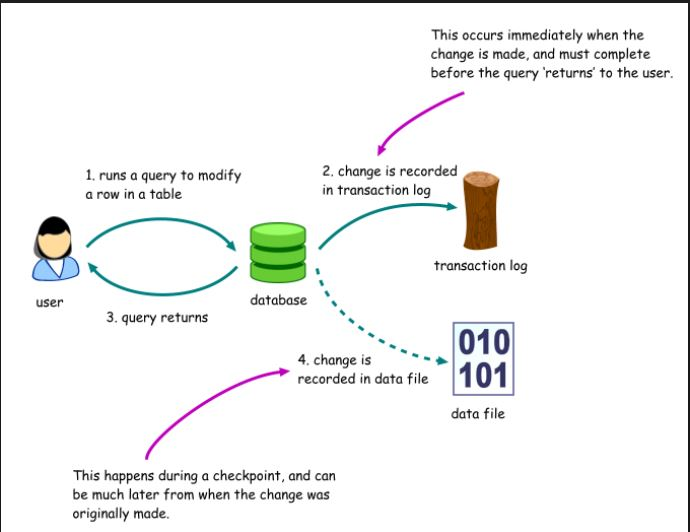 This occurs immediately when the
change is made, and must complete
before the query 'returns' to the user.
1. runs a query to modify
a row in a table
2. change is recorded
in transaction log
transaction log
user
database
3. query returns
4. change is
recorded in data file
010
101
data file
This happens during a checkpoint, and can
be much later from when the change was
originally made.